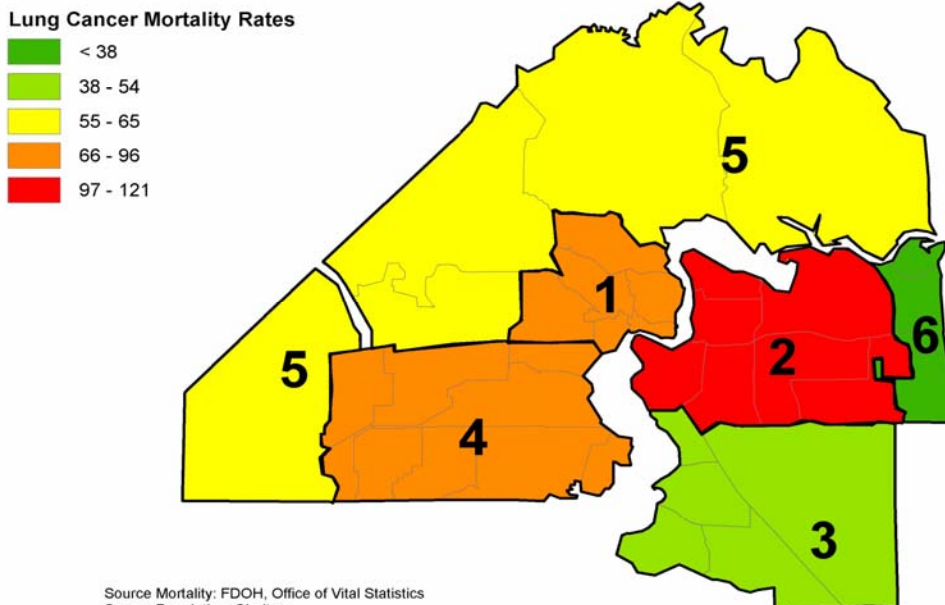 Lung Cancer Mortality Rates
< 38
38 - 54
55 - 65
66 - 96
97 - 121
5
1
2
6
5
4
3
Source Mortality: FDOH, Office of Vital Statistics